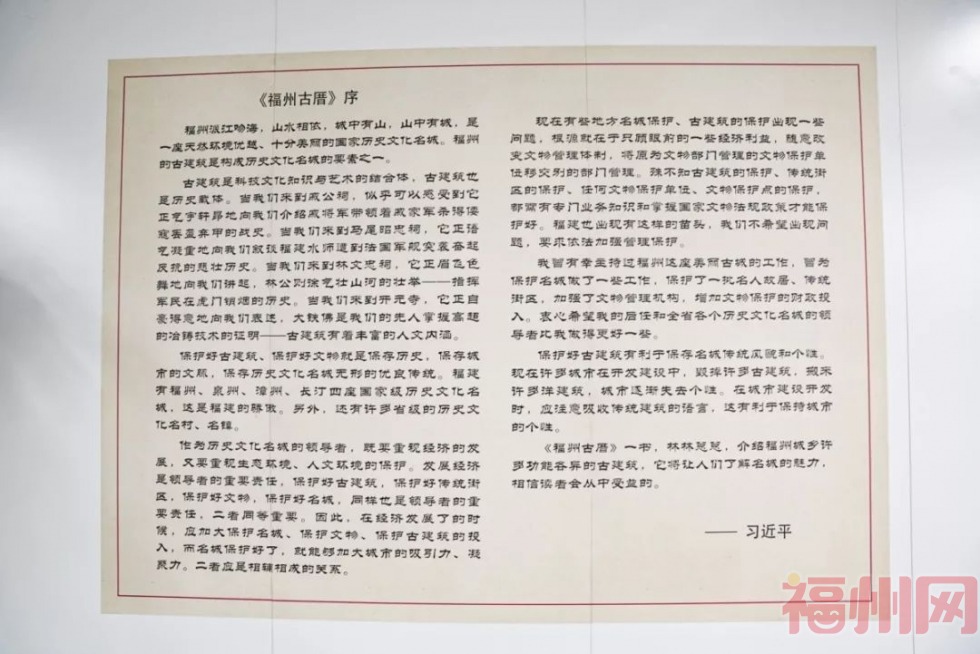 《福州古厝》序
福州派江吻海，山水相依，城中有山，山中有城，是
一座天然环境优越、十分美丽的国家历史文化名城。福州
的古建筑是构成历史文化名城的要素之一。
古建筑是科技文化知识与艺术的结合体，古建筑也
是历史载体。当我们来到戚公祠，似乎可以感受到它
正气宇轩昂地向我们介绍戚将军带领着戚家军杀得倭
寇丢盔弃甲的战史。当我们来到马尾昭忠祠，它正语
气凝重地向我们叙谈福建水师遭到法国军舰突袭奋起
反抗的悲壮历史。当我们来到林文忠祠，它正眉飞色
舞地向我们讲起，林公则徐气壮山河的壮举——指挥
军民在虎门销烟的历史。当我们来到开元寺，它正自
豪得意地向我们表述，大铁佛是我们的先人掌握高超
的冶铸技术的证明——古建筑有着丰富的人文内涵。
保护好古建筑、保护好文物就是保存历史，保存城
市的文脉，保存历史文化名城无形的优良传统。福建
有福州、泉州、漳州、长汀四座国家级历史文化名
城，这是福建的骄傲。另外，还有许多省级的历史文
化名村、名镇。
作为历史文化名城的领导者，既要重视经济的发
展，又要重视生态环境、人文环境的保护。发展经济
是领导者的重要责任，保护好古建筑，保护好传统街
区，保护好文物，保护好名城，同样也是领导者的重
要责任，二者同等重要。因此，在经济发展了的时
候，应加大保护名城、保护文物、保护古建筑的投
入，而名城保护好了，就能够加大城市的吸引力、凝
聚力。二者应是相辅相成的关系。
现在有些地方名城保护、古建筑的保护出现一些
问题，根源就在于只顾眼前的一些经济利益，随意改
变文物管理体制，将原为文物部门管理的文物保护单
位移交别的部门管理。殊不知古建筑的保护、传统街
区的保护、任何文物保护单位、文物保护点的保护，
都需有专门业务知识和掌握国家文物法规政策才能保
护好。福建也出现有这样的苗头，我们不希望出现问
题，要求依法加强管理保护。
我曾有幸主持过福州这座美丽古城的工作，曾为
保护名城做了一些工作，保护了一批名人故居、传统
街区，加强了文物管理机构，增加文物保护的财政投
入。衷心希望我的后任和全省各个历史文化名城的领
导者比我做得更好一些。
保护好古建筑有利于保存名城传统风貌和个性。
现在许多城市在开发建设中，毁掉许多古建筑，搬来
许多洋建筑，城市逐渐失去个性。在城市建设开发
时，应注意吸收传统建筑的语言，这有利于保持城市
的个性。
《福州古厝》一书，林林总总，介绍福州城乡许
多功能各异的古建筑，它将让人们了解名城的魅力，
相信读者会从中受益的。
—— 习近平
福州网